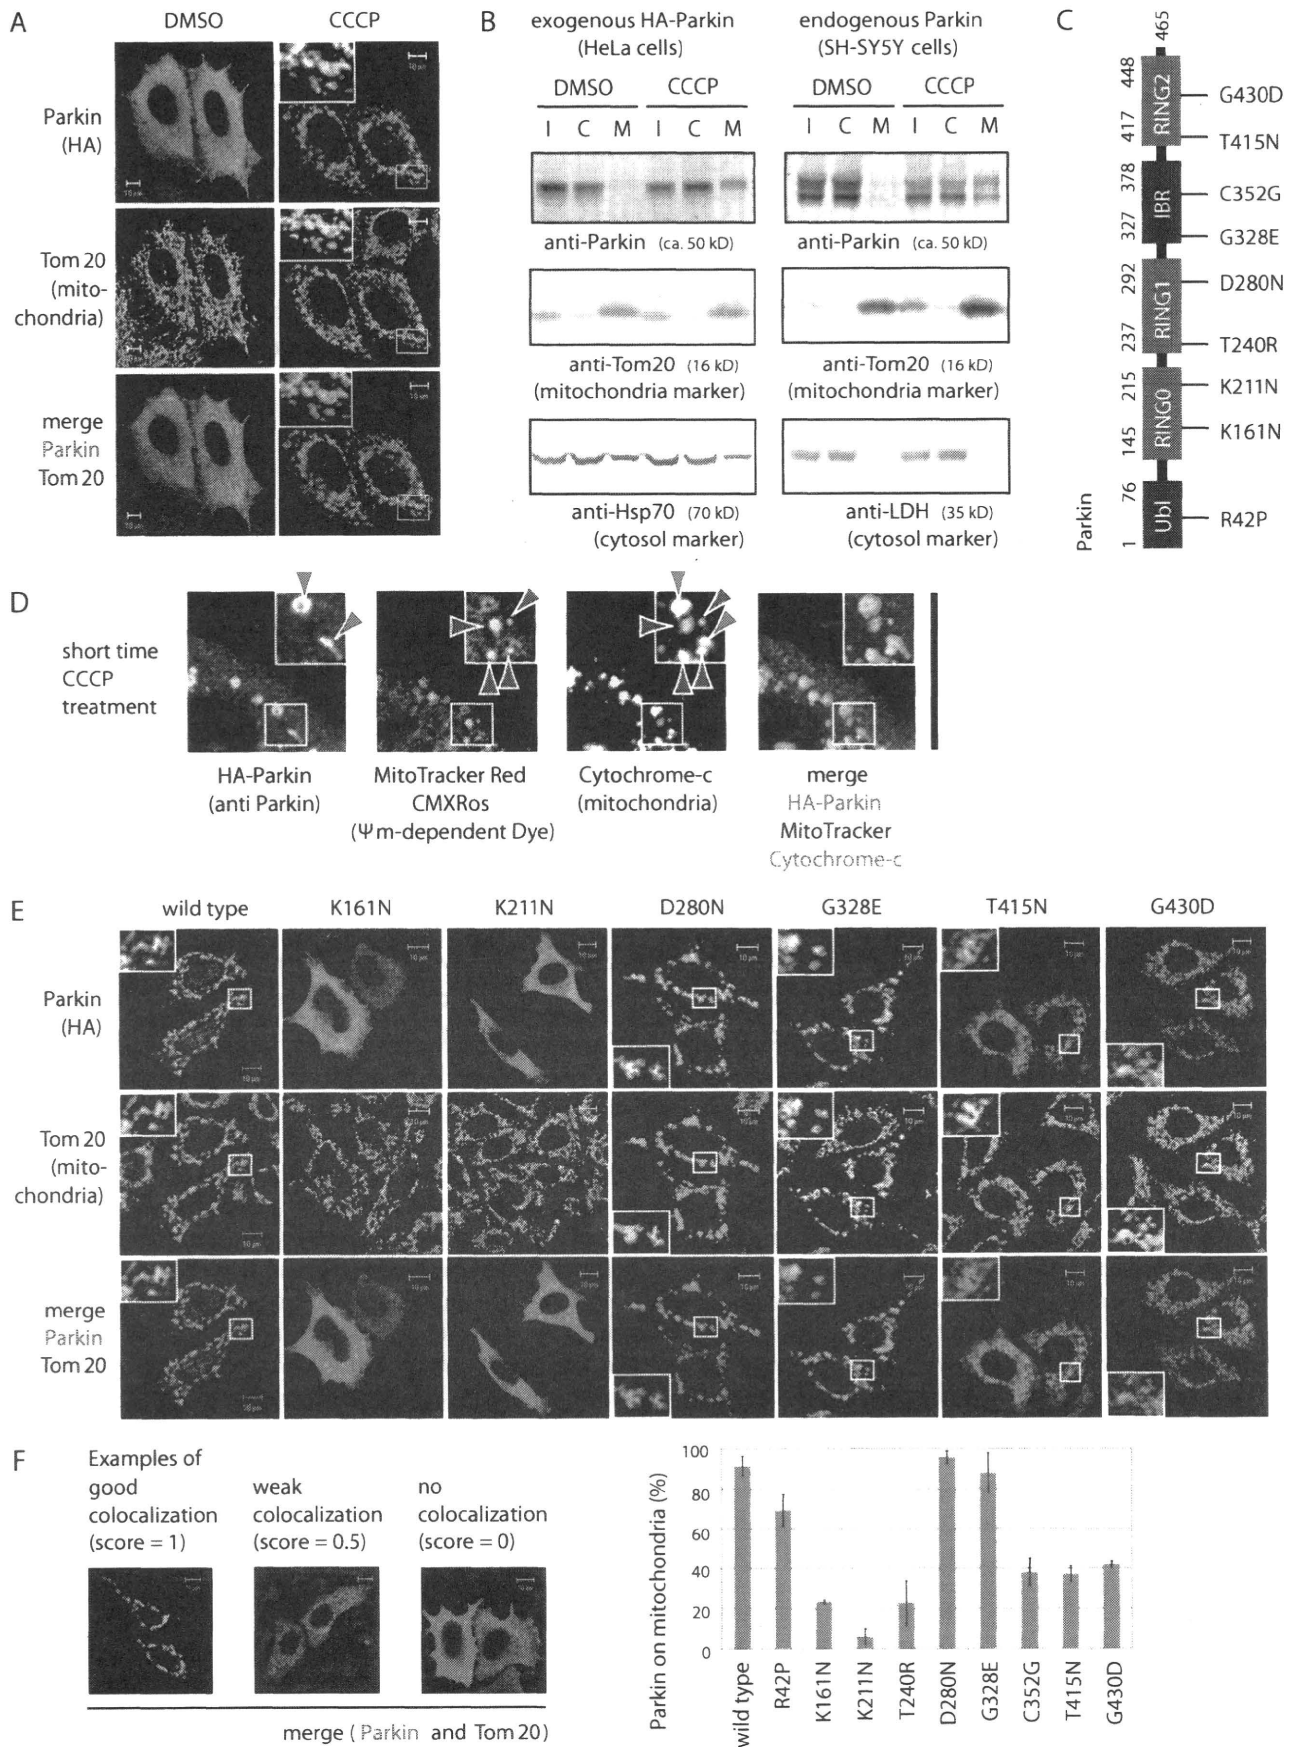 A
DMSO
CCCP
Parkin
(HA)
Tom 20
(mito-
chondria)
merge
Parkin
Tom 20
B
exogenous HA-Parkin
(HeLa cells)
endogenous Parkin
(SH-SY5Y cells)
DMSO
CCCP
DMSO
CCCP
I C M I C M
I C M I C M
anti-Parkin (ca. 50 kD)
anti-Parkin (ca. 50 kD)
anti-Tom20 (16 kD)
(mitochondria marker)
anti-Tom20 (16 kD)
(mitochondria marker)
anti-Hsp70 (70 kD)
(cytosol marker)
anti-LDH (35 kD)
(cytosol marker)
C
465
448
RING2
417
378
IBR
327
292
RING1
237
215
RING0
145
76
Ubl
1
Parkin
G430D
T415N
C352G
G328E
D280N
T240R
K211N
K161N
R42P
D
short time
CCCP
treatment
HA-Parkin
(anti Parkin)
MitoTracker Red
CMXRos
(Ψm-dependent Dye)
Cytochrome-c
(mitochondria)
merge
HA-Parkin
MitoTracker
Cytochrome-c
E
wild type
K161N
K211N
D280N
G328E
T415N
G430D
Parkin
(HA)
Tom 20
(mito-
chondria)
merge
Parkin
Tom 20
F
Examples of
good
colocalization
(score = 1)
weak
colocalization
(score = 0.5)
no
colocalization
(score = 0)
merge ( Parkin and Tom 20)
Parkin on mitochondria (%)
100
80
60
40
20
0
wild type
R42P
K161N
K211N
T240R
D280N
G328E
C352G
T415N
G430D